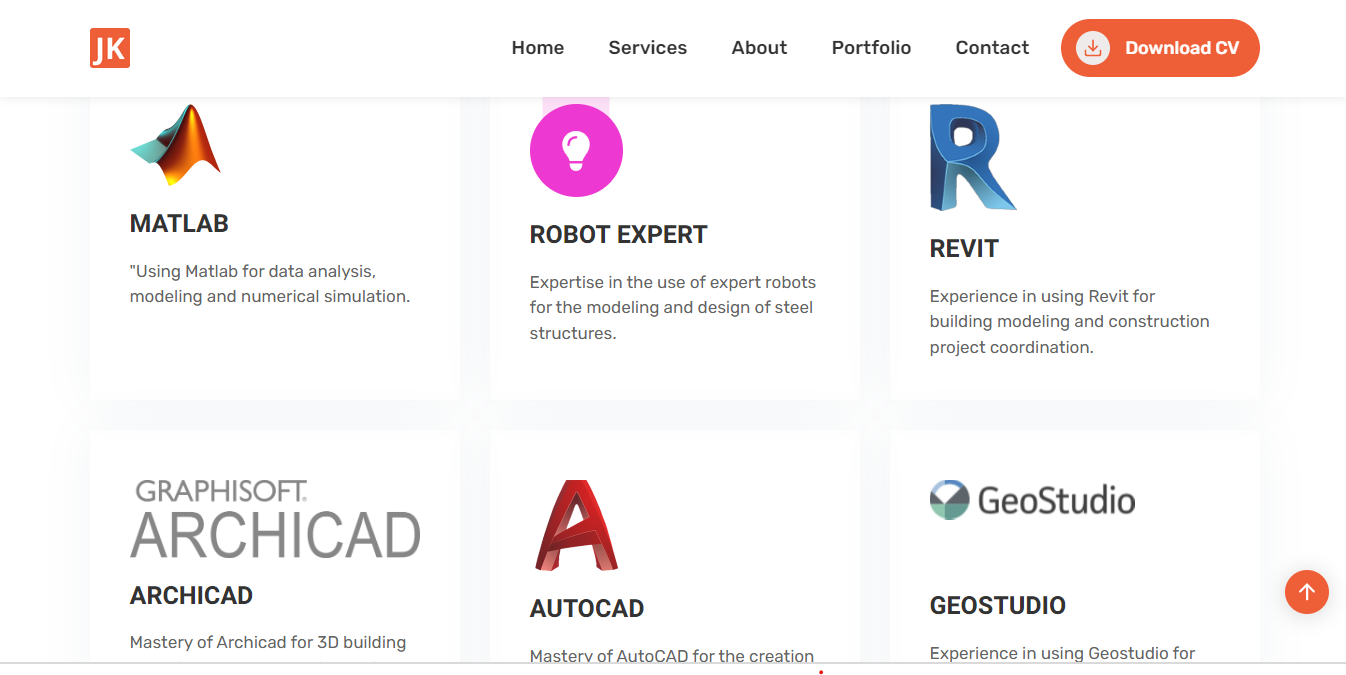 JK
Home Services About Portfolio Contact Download CV
MATLAB
"Using Matlab for data analysis,
modeling and numerical simulation.
ROBOT EXPERT
Expertise in the use of expert robots
for the modeling and design of steel
structures.
REVIT
Experience in using Revit for
building modeling and construction
project coordination.
GRAPHISOFT.
ARCHICAD
ARCHICAD
Mastery of Archicad for 3D building
AUTOCAD
Mastery of AutoCAD for the creation
GeoStudio
GEOSTUDIO
Experience in using Geostudio for